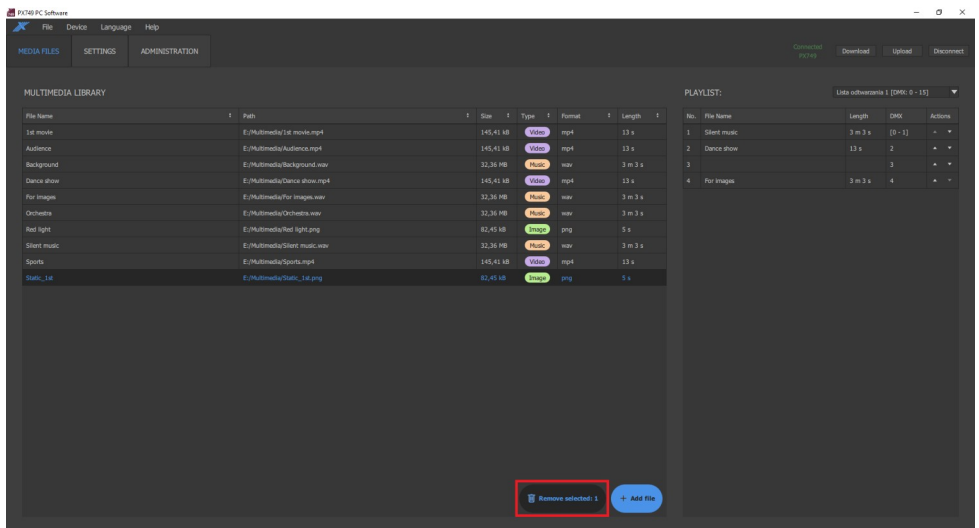 PX749 PC Software
File Device Language Help
MEDIA FILES SETTINGS ADMINISTRATION
Connected
PX749
Download Upload Disconnect
MULTIMEDIA LIBRARY
File Name Path Size Type Format Length
1st movie E:/Multimedia/1st movie.mp4 145,41 kB Video mp4 13 s
Audience E:/Multimedia/Audience.mp4 145,41 kB Video mp4 13 s
Background E:/Multimedia/Background.wav 32,36 MB Music wav 3 m 3 s
Dance show E:/Multimedia/Dance show.mp4 145,41 kB Video mp4 13 s
For images E:/Multimedia/For images.wav 32,36 MB Music wav 3 m 3 s
Orchestra E:/Multimedia/Orchestra.wav 32,36 MB Music wav 3 m 3 s
Red light E:/Multimedia/Red light.png 82,45 kB Image png 5 s
Silent music E:/Multimedia/Silent music.wav 32,36 MB Music wav 3 m 3 s
Sports E:/Multimedia/Sports.mp4 145,41 kB Video mp4 13 s
Static_1st E:/Multimedia/Static_1st.png 82,45 kB Image png 5 s
Remove selected: 1
+ Add file
PLAYLIST: Lista odtwarzania 1 [DMX: 0 - 15]
No. File Name Length DMX Actions
1 Silent music 3 m 3 s [0 - 1]
2 Dance show 13 s 2
3 3
4 For images 3 m 3 s 4